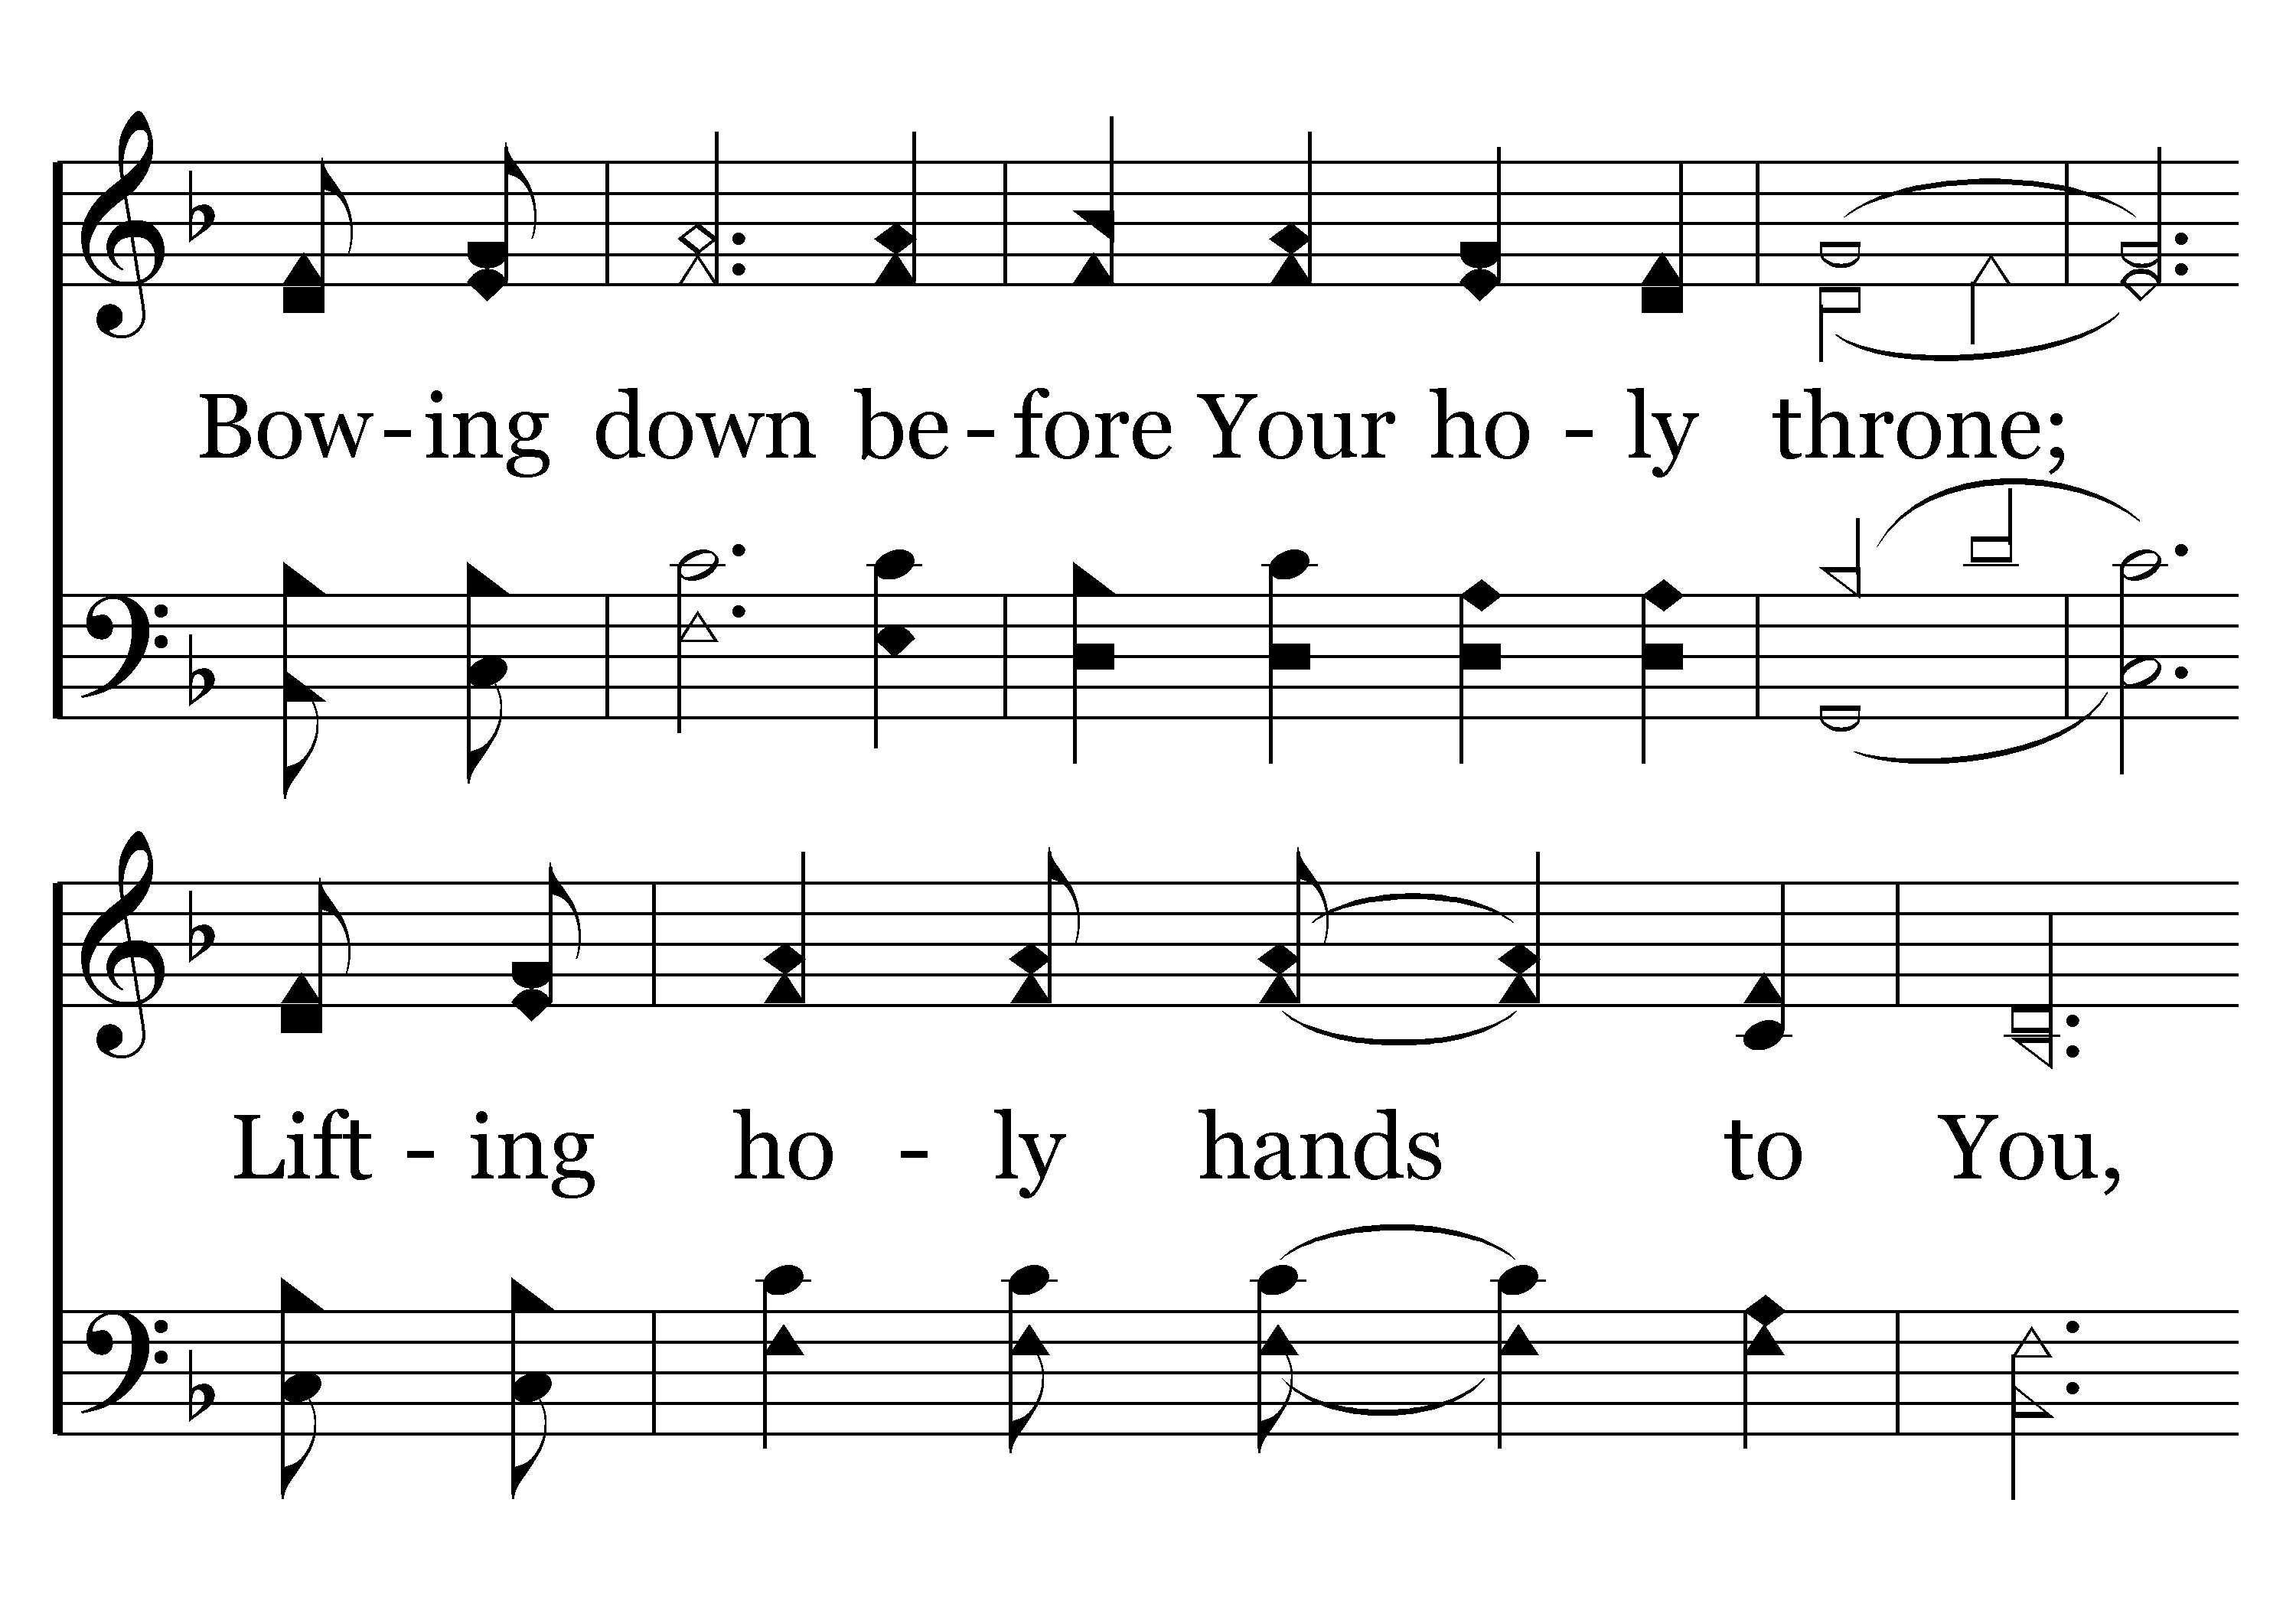 Bow-ing down be-fore Your ho-ly throne;
Lift-ing ho-ly hands to You,